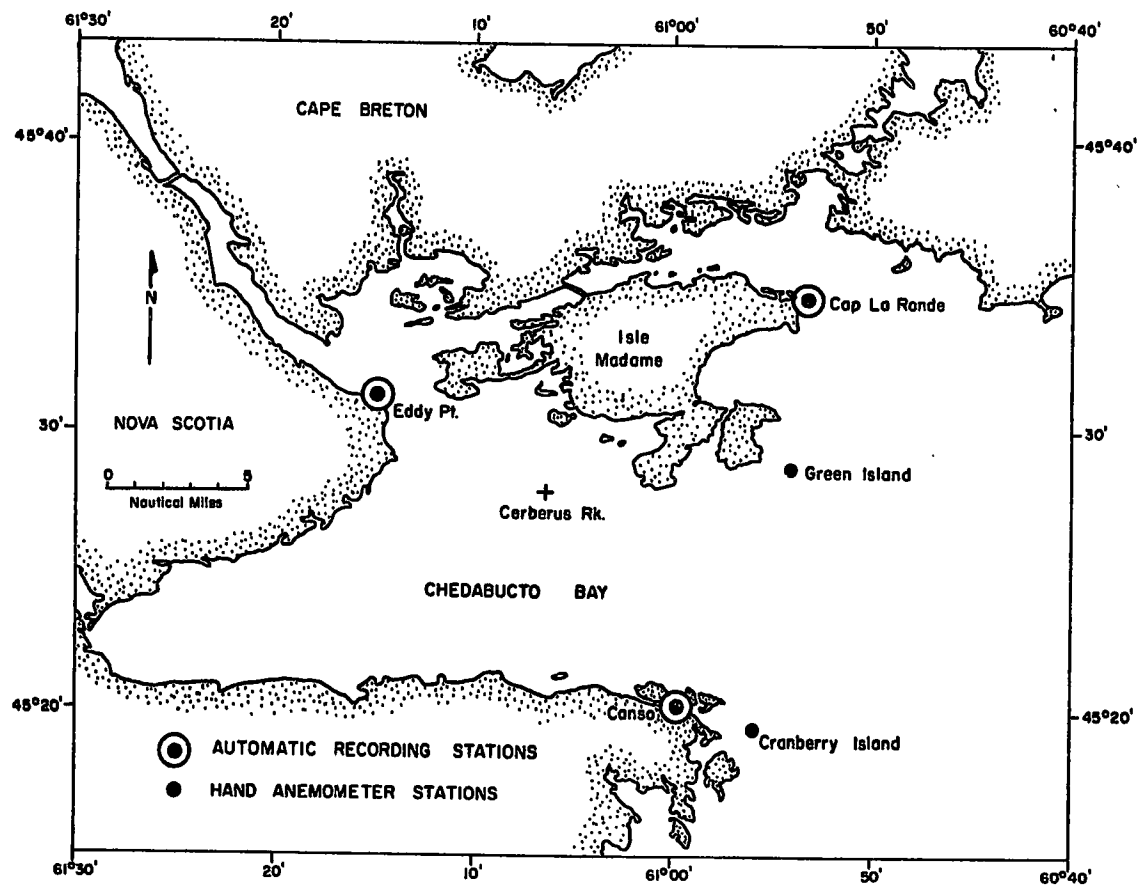 61°30'
20'
10'
61°00'
50'
60°40'
CAPE BRETON
45°40'
45°40'
N
Cap La Ronde
Isle
Madame
Eddy Pt.
NOVA SCOTIA
30'
30'
0 5
Nautical Miles
Green Island
Cerberus Rk.
CHEDABUCTO BAY
45°20'
45°20'
Canso
Cranberry Island
AUTOMATIC RECORDING STATIONS
HAND ANEMOMETER STATIONS
61°30'
20'
10'
61°00'
50'
60°40'